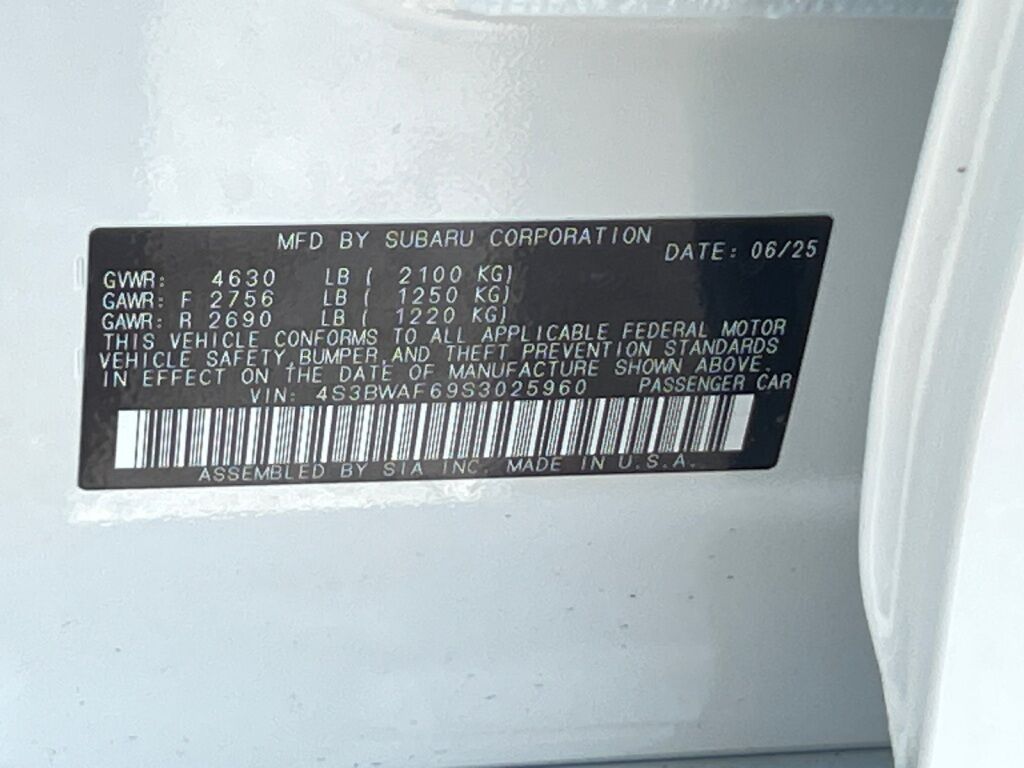 MFD BY SUBARU CORPORATION DATE: 06/25
GVWR: 4630 LB ( 2100 KG)
GAWR: F 2756 LB ( 1250 KG)
GAWR: R 2690 LB ( 1220 KG)
THIS VEHICLE CONFORMS TO ALL APPLICABLE FEDERAL MOTOR
VEHICLE SAFETY,BUMPER,AND THEFT PREVENTION STANDARDS
IN EFFECT ON THE DATE OF MANUFACTURE SHOWN ABOVE.
VIN: 4S3BWAF69S3025960 PASSENGER CAR
ASSEMBLED BY SIA INC. MADE IN U.S.A.